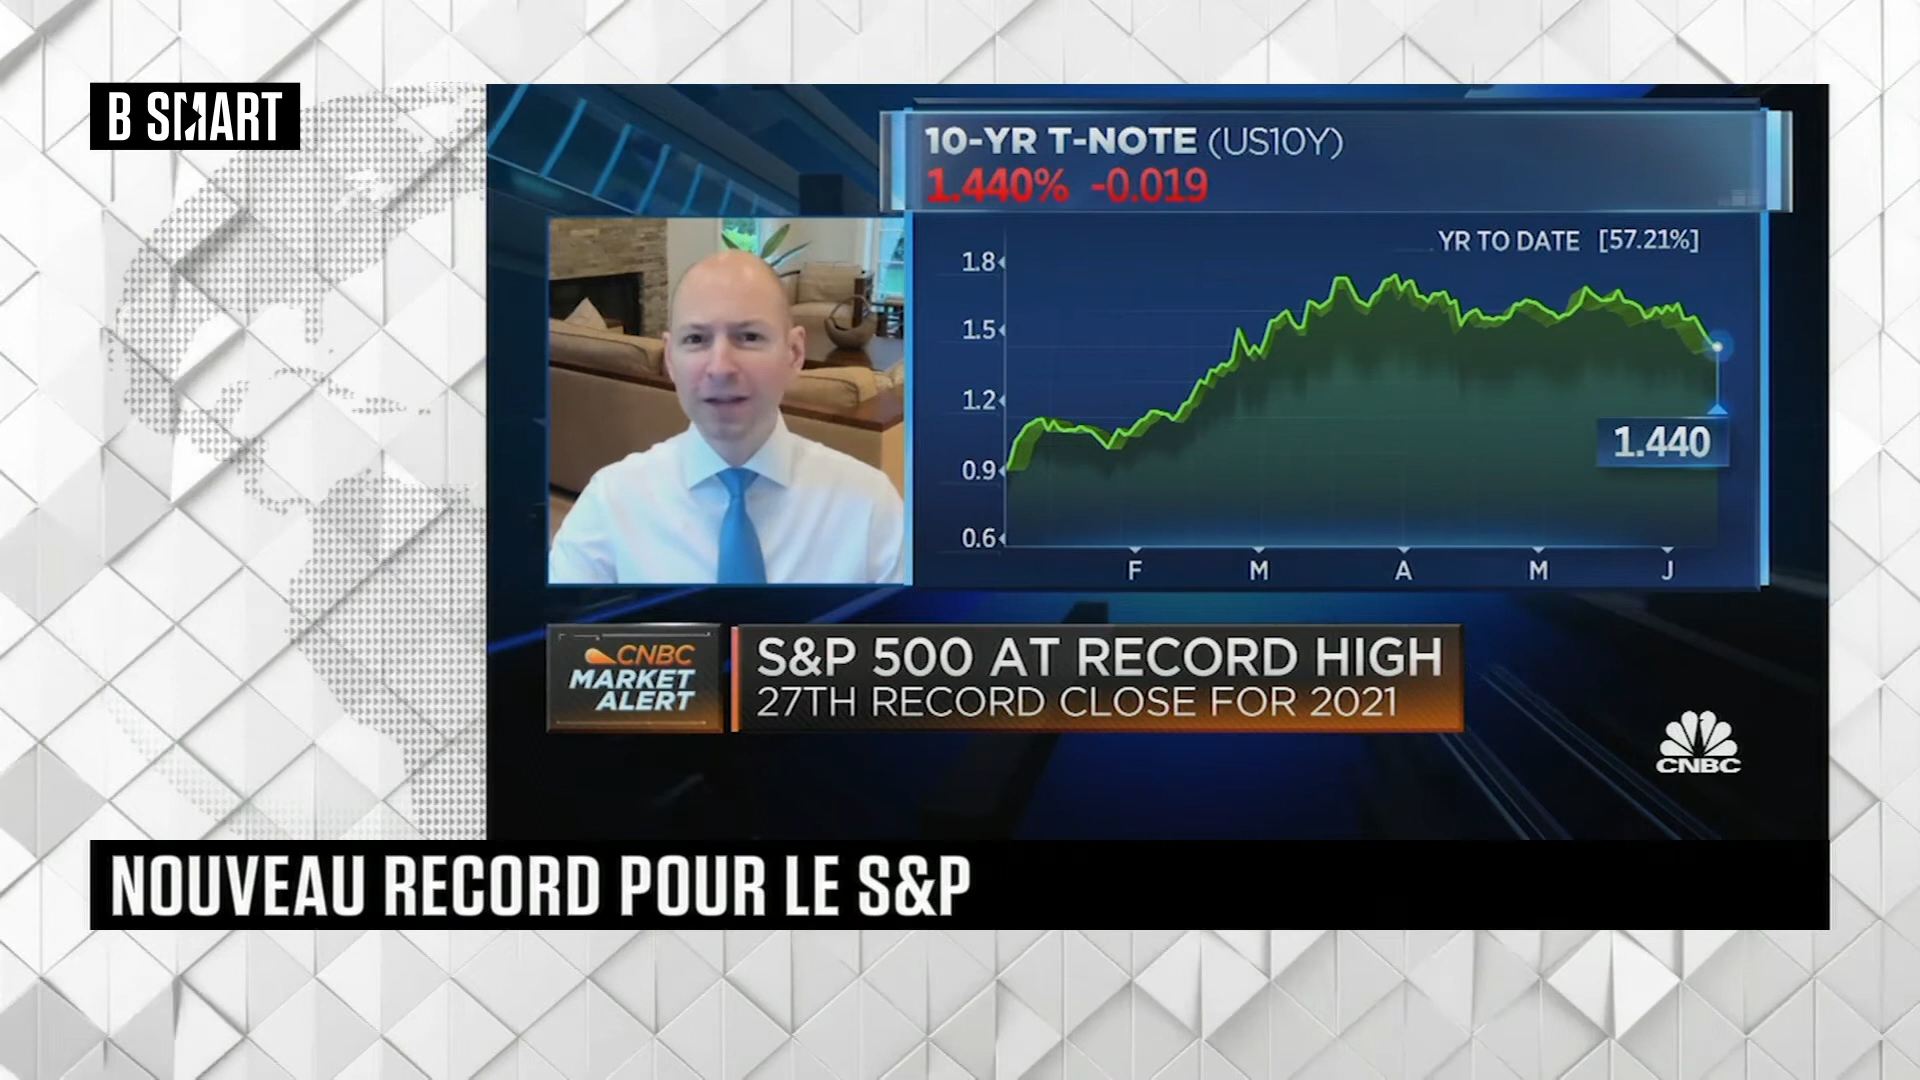 B SMART
10-YR T-NOTE (US10Y)
1.440% -0.019
YR TO DATE [57.21%]
1.8
1.5
1.2
0.9
0.6
1.440
F M A M J
CNBC
MARKET
ALERT
S&P 500 AT RECORD HIGH
27TH RECORD CLOSE FOR 2021
CNBC
NOUVEAU RECORD POUR LE S&P